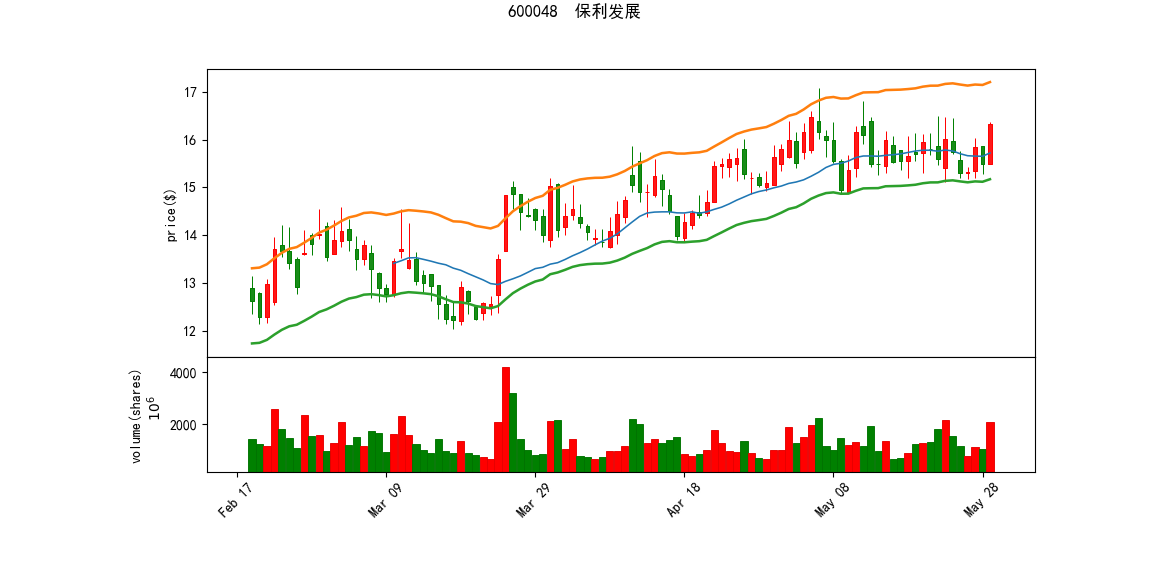 600048 保利发展
price($)
17
16
15
14
13
12
volume(shares)
10^6
4000
2000
Feb 17
Mar 09
Mar 29
Apr 18
May 08
May 28